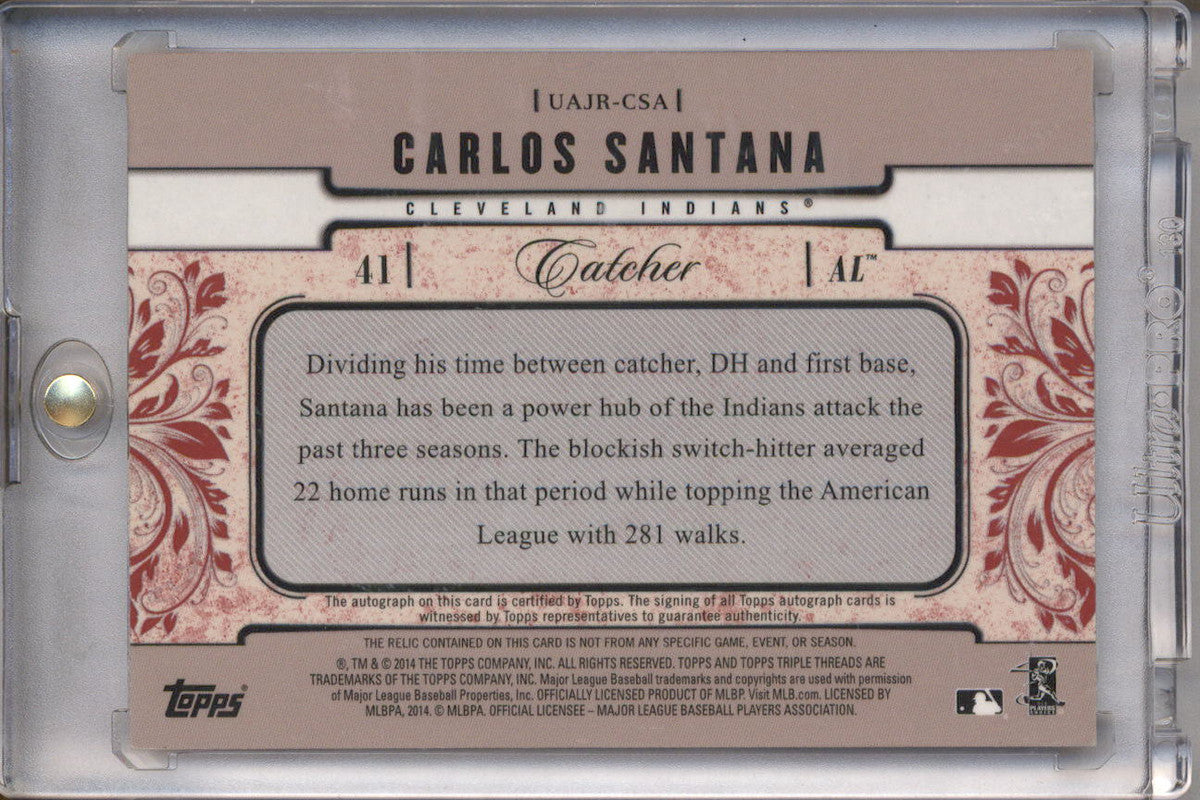 UAJR-CSA
CARLOS SANTANA
CLEVELAND INDIANS®
41 | Catcher | AL™
Dividing his time between catcher, DH and first base,
Santana has been a power hub of the Indians attack the
past three seasons. The blockish switch-hitter averaged
22 home runs in that period while topping the American
League with 281 walks.
The autograph on this card is certified by Topps. The signing of all Topps autograph cards is
witnessed by Topps representatives to guarantee authenticity.
THE RELIC CONTAINED ON THIS CARD IS NOT FROM ANY SPECIFIC GAME, EVENT, OR SEASON.
®, TM & © 2014 THE TOPPS COMPANY, INC. ALL RIGHTS RESERVED. TOPPS AND TOPPS TRIPLE THREADS ARE
TRADEMARKS OF THE TOPPS COMPANY, INC. Major League Baseball trademarks and copyrights are used with permission
of Major League Baseball Properties, Inc. OFFICIALLY LICENSED PRODUCT OF MLBP. Visit MLB.com. LICENSED BY
MLBPA, 2014. © MLBPA. OFFICIAL LICENSEE – MAJOR LEAGUE BASEBALL PLAYERS ASSOCIATION.
Topps®
PLAYERS
CHOICE
Ultra PRO® 130